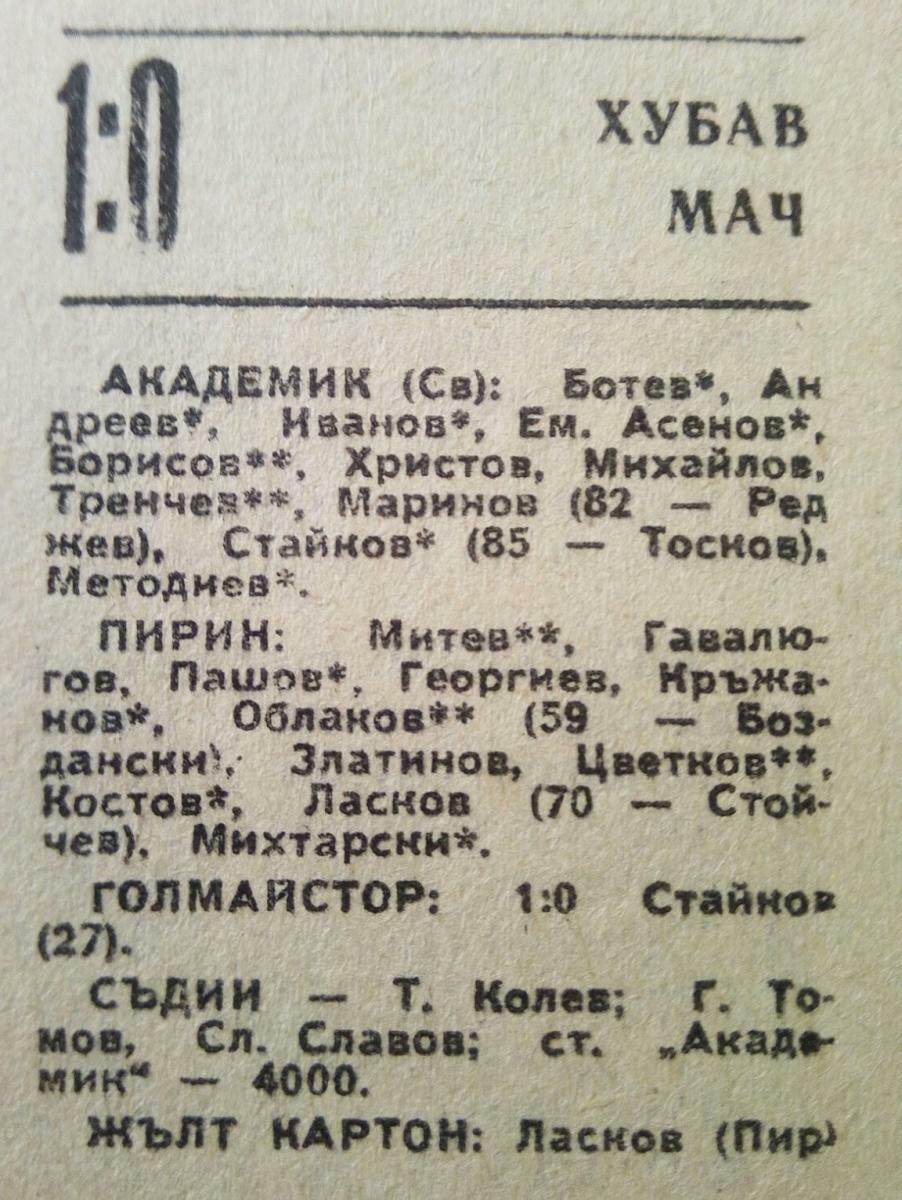 1:0
ХУБАВ
МАЧ
АКАДЕМИК (Св): Ботев*, Ан
дреев*, Иванов*, Ем. Асенов*,
Борисов**, Христов, Михайлов,
Тренчев**, Маринов (82 — Ред
жев), Стайков* (85 — Тосков),
Методиев*.
ПИРИН: Митев**, Гавалю-
гов, Пашов*, Георгиев, Кръжа-
нов*, Облаков** (59 — Боз-
дански), Златинов, Цветков**,
Костов*, Ласков (70 — Стой-
чев), Михтарски*.
ГОЛМАЙСТОР: 1:0 Стайков
(27).
СЪДИИ — Т. Колев; Г. То-
мов, Сл. Славов; ст. „Акаде-
мик“ — 4000.
ЖЪЛТ КАРТОН: Ласков (Пир)